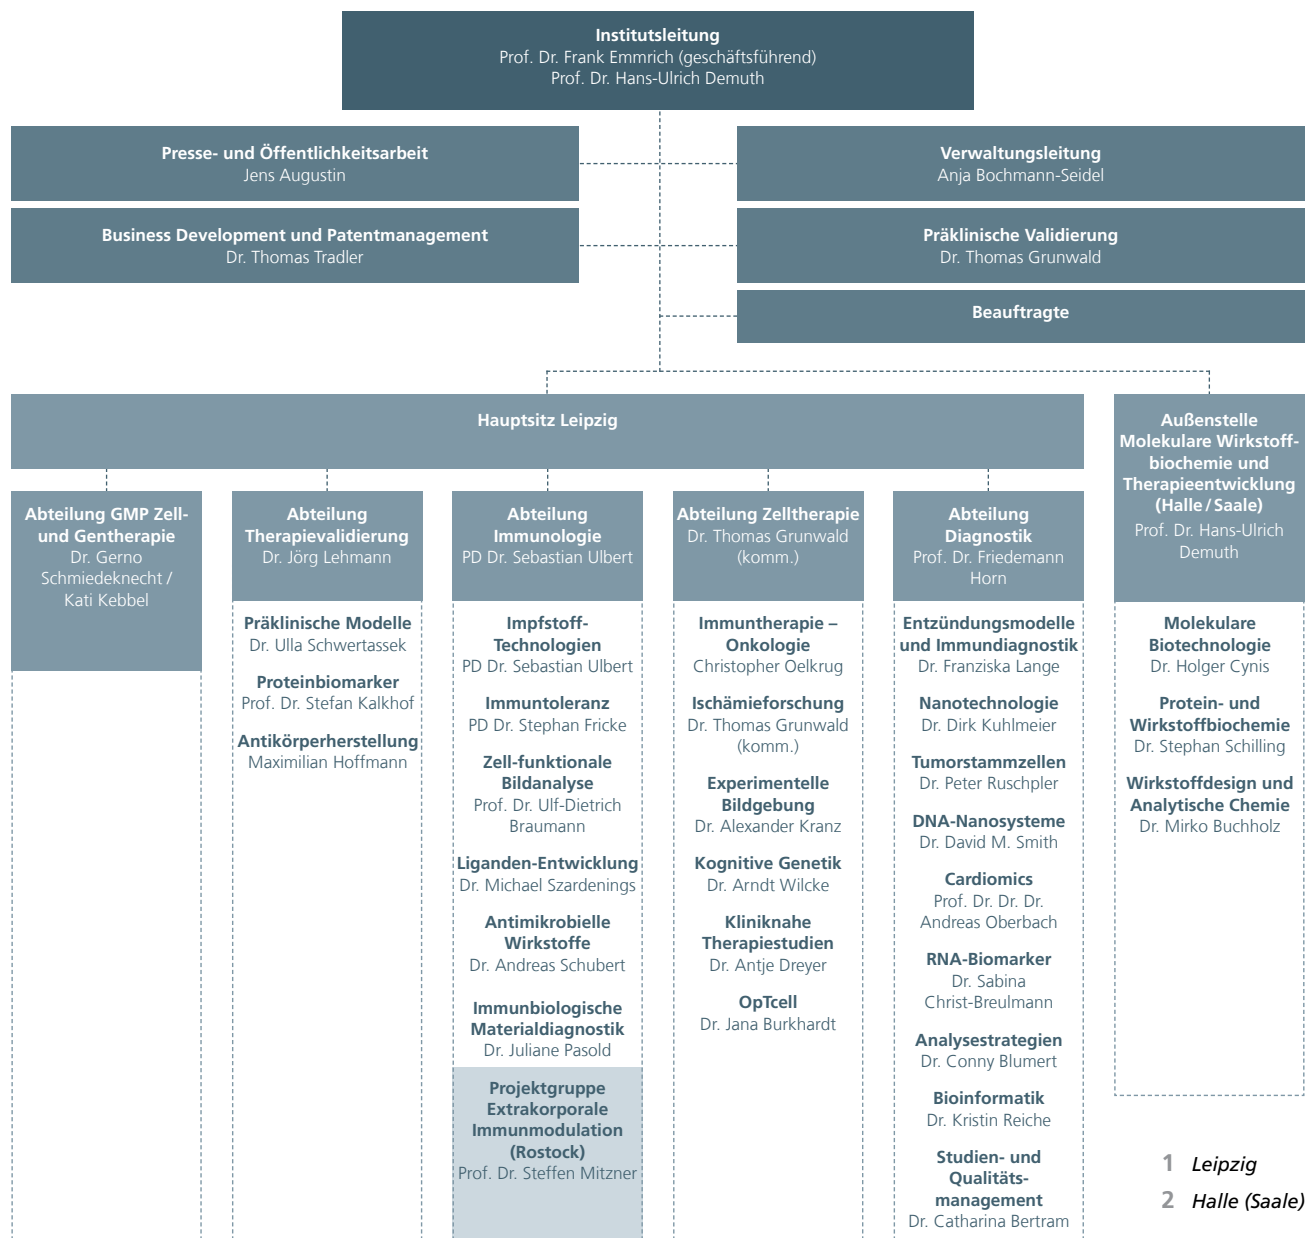 Institutsleitung
Prof. Dr. Frank Emmrich (geschäftsführend)
Prof. Dr. Hans-Ulrich Demuth
Presse- und Öffentlichkeitsarbeit
Jens Augustin
Verwaltungsleitung
Anja Bochmann-Seidel
Business Development und Patentmanagement
Dr. Thomas Tradler
Präklinische Validierung
Dr. Thomas Grunwald
Beauftragte
Hauptsitz Leipzig
Abteilung GMP Zell-
und Gentherapie
Dr. Gerno
Schmiedeknecht /
Kati Kebbel
Abteilung
Therapievalidierung
Dr. Jörg Lehmann
Präklinische Modelle
Dr. Ulla Schwertassek
Proteinbiomarker
Prof. Dr. Stefan Kalkhof
Antikörperherstellung
Maximilian Hoffmann
Abteilung
Immunologie
PD Dr. Sebastian Ulbert
Impfstoff-
Technologien
PD Dr. Sebastian Ulbert
Immuntoleranz
PD Dr. Stephan Fricke
Zell-funktionale
Bildanalyse
Prof. Dr. Ulf-Dietrich
Braumann
Liganden-Entwicklung
Dr. Michael Szardenings
Antimikrobielle
Wirkstoffe
Dr. Andreas Schubert
Immunbiologische
Materialdiagnostik
Dr. Juliane Pasold
Projektgruppe
Extrakorporale
Immunmodulation
(Rostock)
Prof. Dr. Steffen Mitzner
Abteilung Zelltherapie
Dr. Thomas Grunwald
(komm.)
Immuntherapie –
Onkologie
Christopher Oelkrug
Ischämieforschung
Dr. Thomas Grunwald
(komm.)
Experimentelle
Bildgebung
Dr. Alexander Kranz
Kognitive Genetik
Dr. Arndt Wilcke
Kliniknahe
Therapiestudien
Dr. Antje Dreyer
OpTcell
Dr. Jana Burkhardt
Abteilung
Diagnostik
Prof. Dr. Friedemann
Horn
Entzündungsmodelle
und Immundiagnostik
Dr. Franziska Lange
Nanotechnologie
Dr. Dirk Kuhlmeier
Tumorstammzellen
Dr. Peter Ruschpler
DNA-Nanosysteme
Dr. David M. Smith
Cardiomics
Prof. Dr. Dr. Dr.
Andreas Oberbach
RNA-Biomarker
Dr. Sabina
Christ-Breulmann
Analysestrategien
Dr. Conny Blumert
Bioinformatik
Dr. Kristin Reiche
Studien- und
Qualitäts-
management
Dr. Catharina Bertram
Außenstelle
Molekulare Wirkstoff-
biochemie und
Therapieentwicklung
(Halle / Saale)
Prof. Dr. Hans-Ulrich
Demuth
Molekulare
Biotechnologie
Dr. Holger Cynis
Protein- und
Wirkstoffbiochemie
Dr. Stephan Schilling
Wirkstoffdesign und
Analytische Chemie
Dr. Mirko Buchholz
1 Leipzig
2 Halle (Saale)